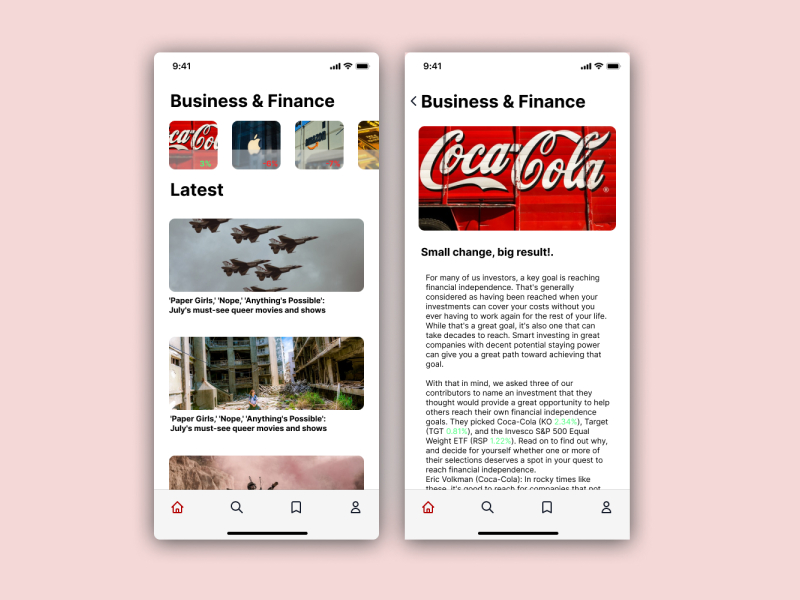 9:41
Business & Finance
Coca-Cola
3%
amazon
Latest
'Paper Girls,' 'Nope,' 'Anything's Possible':
July's must-see queer movies and shows
'Paper Girls,' 'Nope,' 'Anything's Possible':
July's must-see queer movies and shows
9:41
Business & Finance
Coca-Cola ®
Small change, big result!.
For many of us investors, a key goal is reaching
financial independence. That's generally
considered as having been reached when your
investments can cover your costs without you
ever having to work again for the rest of your life.
While that's a great goal, it's also one that can
take decades to reach. Smart investing in great
companies with decent potential staying power
can give you a great path toward achieving that
goal.
With that in mind, we asked three of our
contributors to name an investment that they
thought would provide a great opportunity to help
others reach their own financial independence
goals. They picked Coca-Cola (KO 2.34%), Target
(TGT 0.81%), and the Invesco S&P 500 Equal
Weight ETF (RSP 1.22%). Read on to find out why,
and decide for yourself whether one or more of
their selections deserves a spot in your quest to
reach financial independence.
Eric Volkman (Coca-Cola): In rocky times like
these, it's good to reach for companies that not